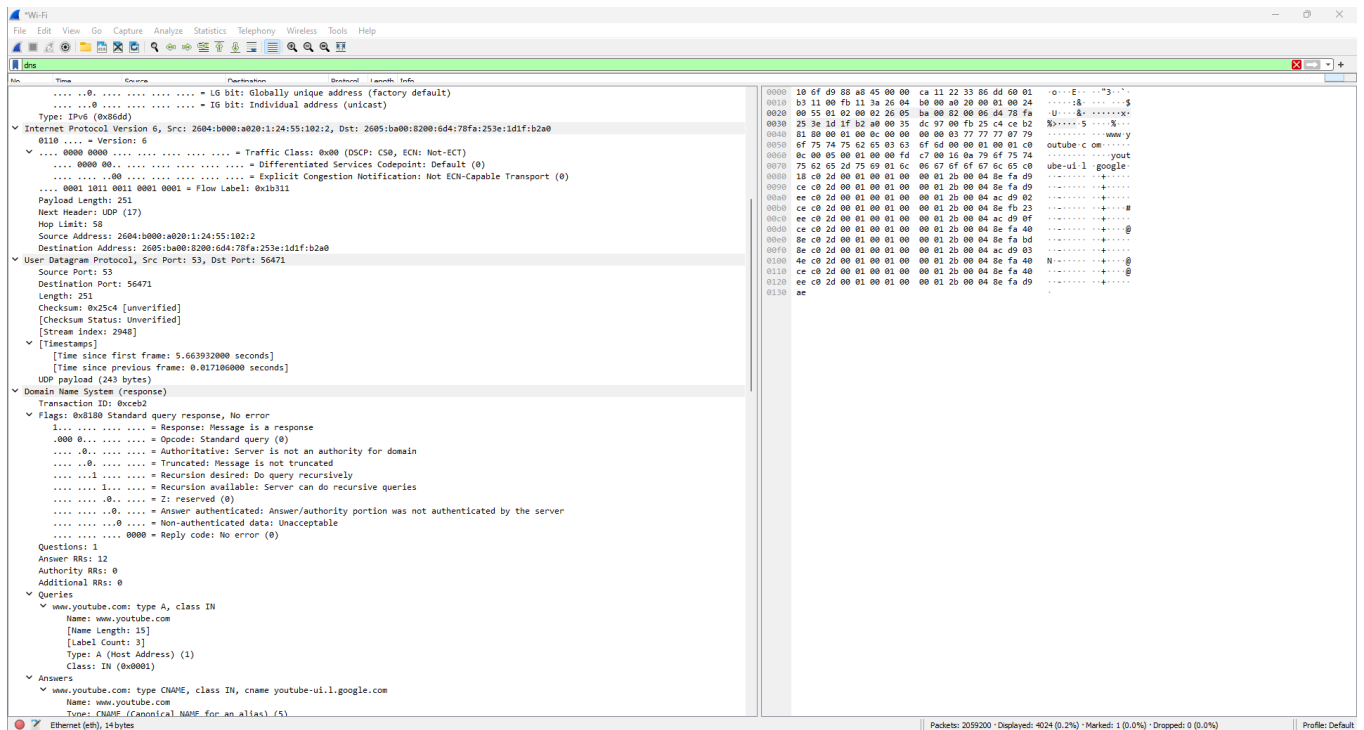 *Wi-Fi
File Edit View Go Capture Analyze Statistics Telephony Wireless Tools Help
dns
No. Time Source Destination Protocol Length Info
.... ..0. .... .... .... .... = LG bit: Globally unique address (factory default)
.... ...0 .... .... .... .... = IG bit: Individual address (unicast)
Type: IPv6 (0x86dd)
Internet Protocol Version 6, Src: 2604:b000:a020:1:24:55:102:2, Dst: 2605:ba00:8200:6d4:78fa:253e:1d1f:b2a0
0110 .... = Version: 6
.... 0000 0000 .... .... .... .... .... = Traffic Class: 0x00 (DSCP: CS0, ECN: Not-ECT)
.... 0000 00.. .... .... .... .... .... = Differentiated Services Codepoint: Default (0)
.... .... ..00 .... .... .... .... .... = Explicit Congestion Notification: Not ECN-Capable Transport (0)
.... 0001 1011 0011 0001 0001 = Flow Label: 0x1b311
Payload Length: 251
Next Header: UDP (17)
Hop Limit: 58
Source Address: 2604:b000:a020:1:24:55:102:2
Destination Address: 2605:ba00:8200:6d4:78fa:253e:1d1f:b2a0
User Datagram Protocol, Src Port: 53, Dst Port: 56471
Source Port: 53
Destination Port: 56471
Length: 251
Checksum: 0x25c4 [unverified]
[Checksum Status: Unverified]
[Stream index: 2948]
[Timestamps]
[Time since first frame: 5.663932000 seconds]
[Time since previous frame: 0.017106000 seconds]
UDP payload (243 bytes)
Domain Name System (response)
Transaction ID: 0xceb2
Flags: 0x8180 Standard query response, No error
1... .... .... .... = Response: Message is a response
.000 0... .... .... = Opcode: Standard query (0)
.... .0.. .... .... = Authoritative: Server is not an authority for domain
.... ..0. .... .... = Truncated: Message is not truncated
.... ...1 .... .... = Recursion desired: Do query recursively
.... .... 1... .... = Recursion available: Server can do recursive queries
.... .... .0.. .... = Z: reserved (0)
.... .... ..0. .... = Answer authenticated: Answer/authority portion was not authenticated by the server
.... .... ...0 .... = Non-authenticated data: Unacceptable
.... .... .... 0000 = Reply code: No error (0)
Questions: 1
Answer RRs: 12
Authority RRs: 0
Additional RRs: 0
Queries
www.youtube.com: type A, class IN
Name: www.youtube.com
[Name Length: 15]
[Label Count: 3]
Type: A (Host Address) (1)
Class: IN (0x0001)
Answers
www.youtube.com: type CNAME, class IN, cname youtube-ui.l.google.com
Name: www.youtube.com
Type: CNAME (Canonical NAME for an alias) (5)
0000 10 6f d9 88 a8 45 00 00 ca 11 22 33 86 dd 60 01 ·o···E·· ··"3··`·
0010 b3 11 00 fb 11 3a 26 04 b0 00 a0 20 00 01 00 24 ·····:&· ··· ···$
0020 00 55 01 02 00 02 26 05 ba 00 82 00 06 d4 78 fa ·U····&· ······x·
0030 25 3e 1d 1f b2 a0 00 35 dc 97 00 fb 25 c4 ce b2 %>·····5 ····%···
0040 81 80 00 01 00 0c 00 00 00 00 03 77 77 77 07 79 ········ ···www·y
0050 6f 75 74 75 62 65 03 63 6f 6d 00 00 01 00 01 c0 outube·c om······
0060 0c 00 05 00 01 00 00 fd c7 00 16 0a 79 6f 75 74 ········ ····yout
0070 75 62 65 2d 75 69 01 6c 06 67 6f 6f 67 6c 65 c0 ube-ui·l ·google·
0080 18 c0 2d 00 01 00 01 00 00 01 2b 00 04 8e fa d9 ··-····· ··+·····
0090 ce c0 2d 00 01 00 01 00 00 01 2b 00 04 8e fa d9 ··-····· ··+·····
00a0 ee c0 2d 00 01 00 01 00 00 01 2b 00 04 ac d9 02 ··-····· ··+·····
00b0 ce c0 2d 00 01 00 01 00 00 01 2b 00 04 8e fb 23 ··-····· ··+····#
00c0 ee c0 2d 00 01 00 01 00 00 01 2b 00 04 ac d9 0f ··-····· ··+·····
00d0 ce c0 2d 00 01 00 01 00 00 01 2b 00 04 8e fa 40 ··-····· ··+····@
00e0 8e c0 2d 00 01 00 01 00 00 01 2b 00 04 8e fa bd ··-····· ··+·····
00f0 8e c0 2d 00 01 00 01 00 00 01 2b 00 04 ac d9 03 ··-····· ··+·····
0100 4e c0 2d 00 01 00 01 00 00 01 2b 00 04 8e fa 40 N·-····· ··+····@
0110 ce c0 2d 00 01 00 01 00 00 01 2b 00 04 8e fa 40 ··-····· ··+····@
0120 ee c0 2d 00 01 00 01 00 00 01 2b 00 04 8e fa d9 ··-····· ··+·····
0130 ae ·
Ethernet (eth), 14 bytes
Packets: 2059200 · Displayed: 4024 (0.2%) · Marked: 1 (0.0%) · Dropped: 0 (0.0%)
Profile: Default